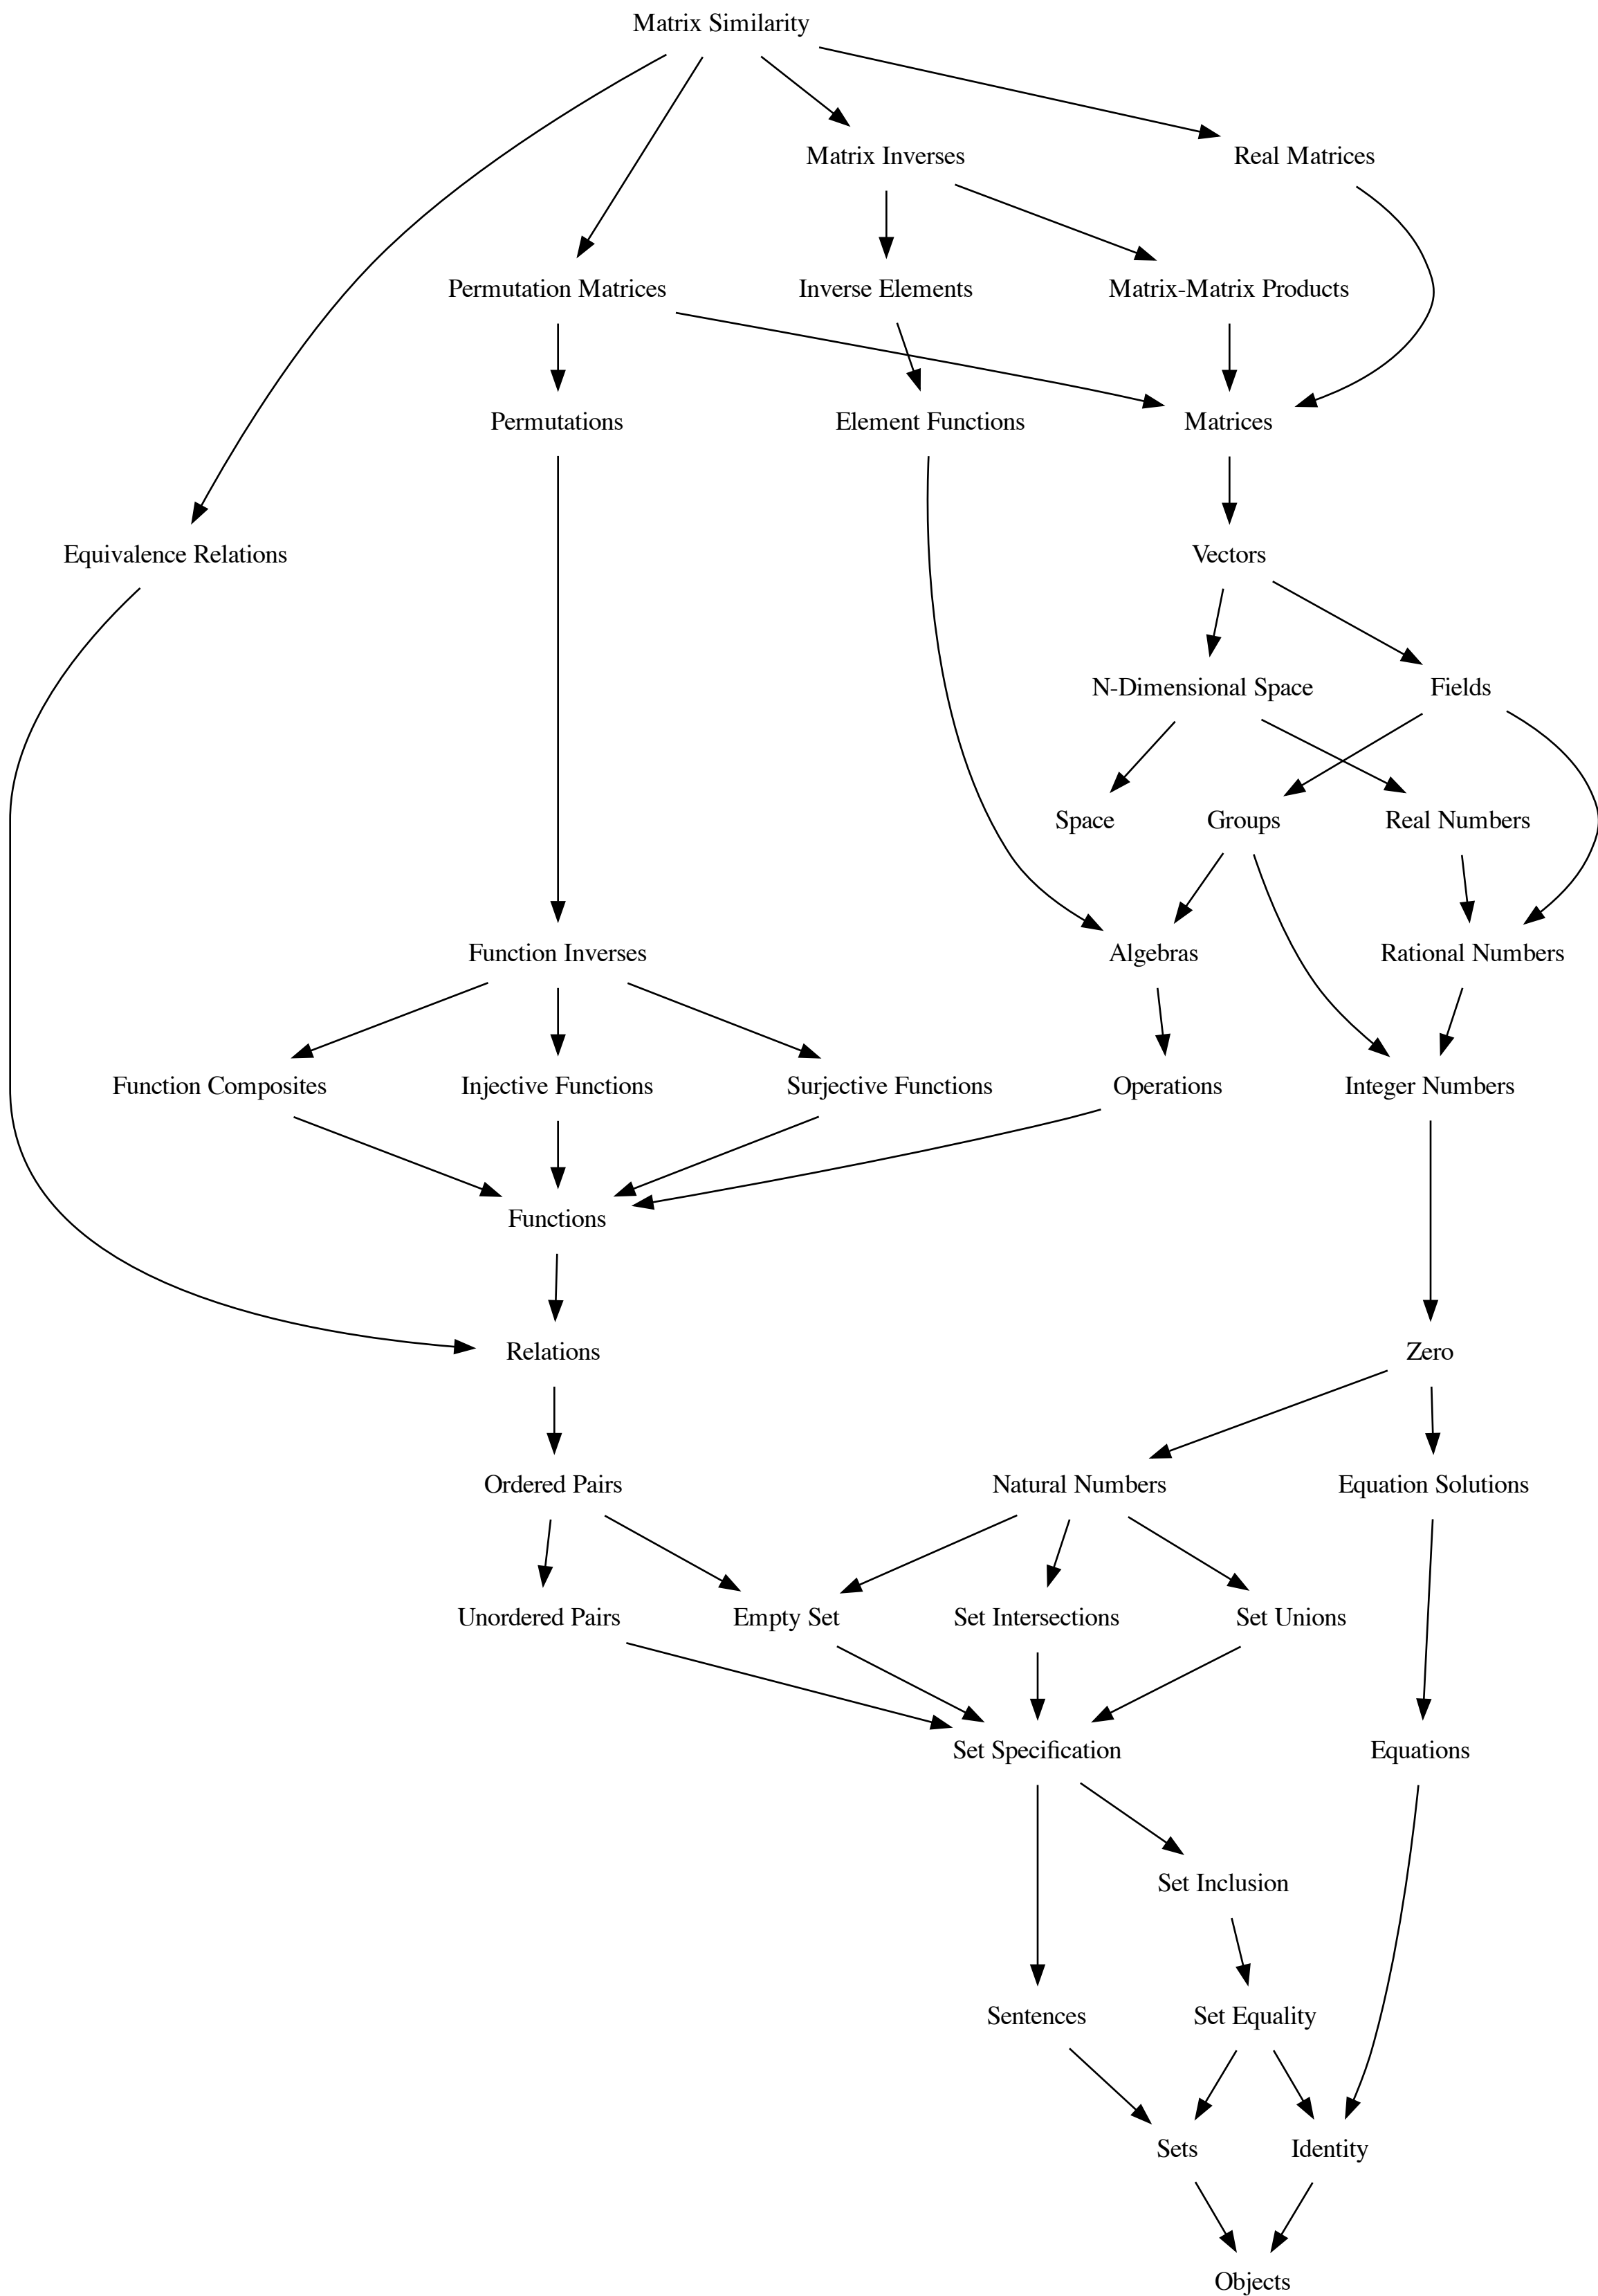 Matrix Similarity
Matrix Inverses
Real Matrices
Permutation Matrices
Inverse Elements
Matrix-Matrix Products
Permutations
Element Functions
Matrices
Equivalence Relations
Vectors
N-Dimensional Space
Fields
Space
Groups
Real Numbers
Function Inverses
Algebras
Rational Numbers
Function Composites
Injective Functions
Surjective Functions
Operations
Integer Numbers
Functions
Relations
Zero
Ordered Pairs
Natural Numbers
Equation Solutions
Unordered Pairs
Empty Set
Set Intersections
Set Unions
Set Specification
Equations
Set Inclusion
Sentences
Set Equality
Sets
Identity
Objects